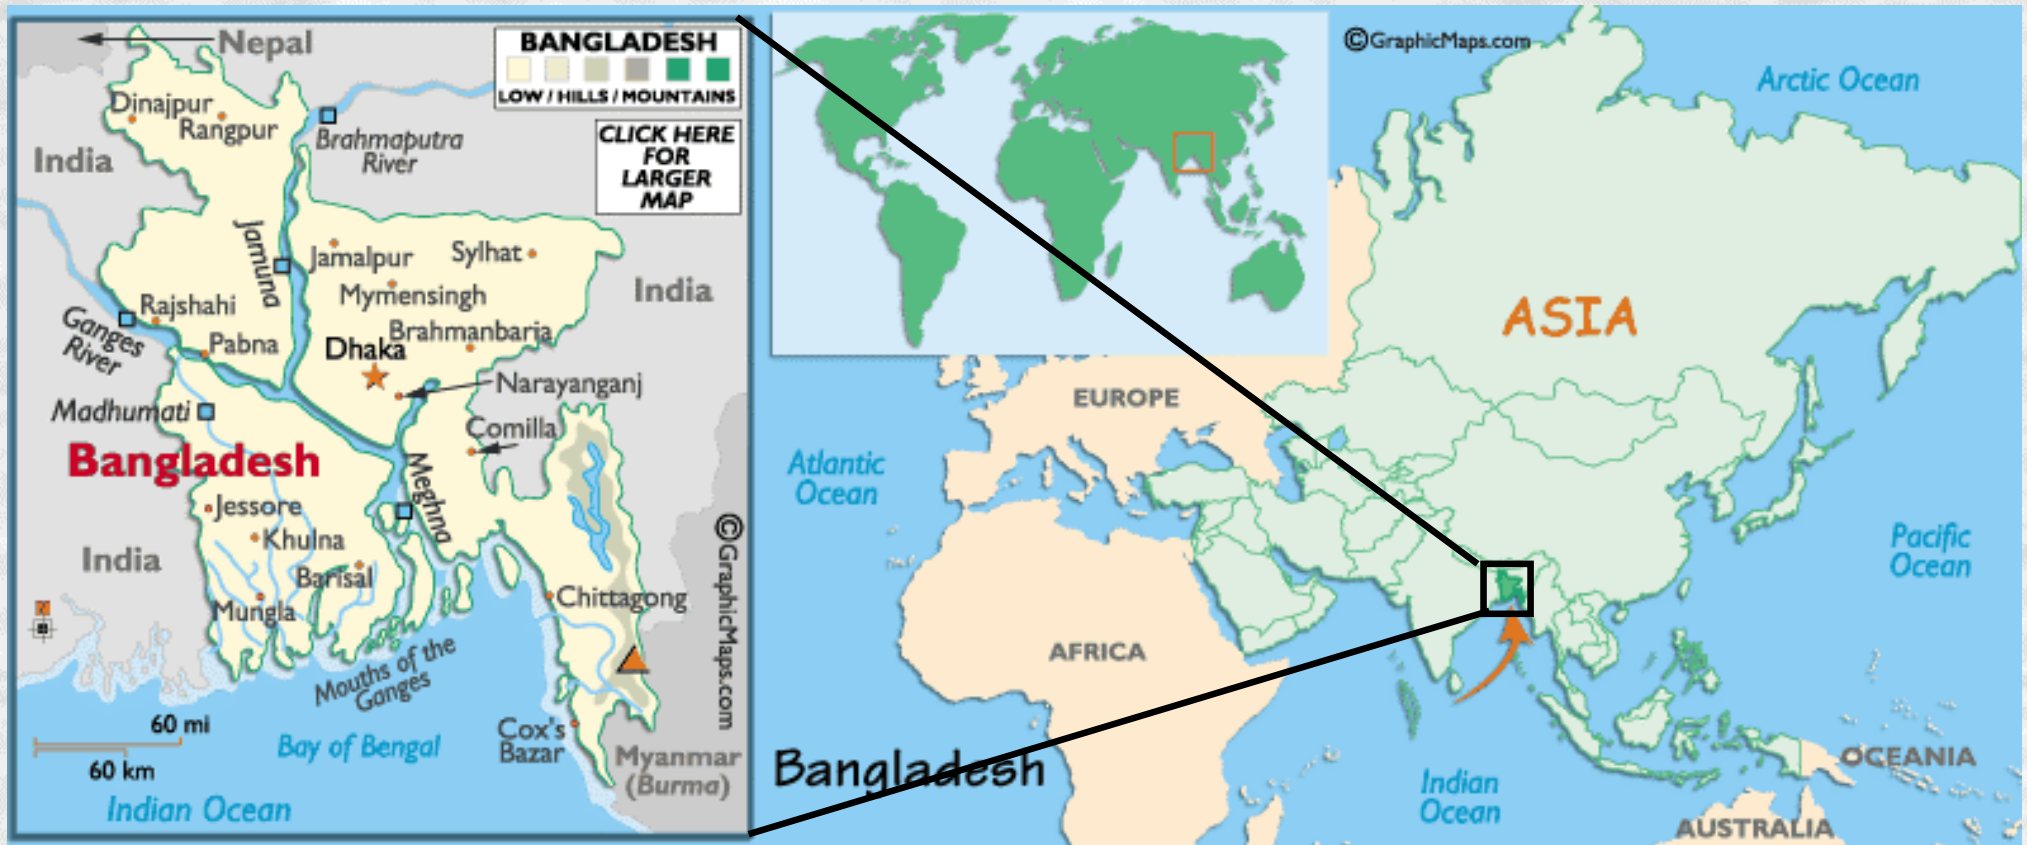 Nepal
BANGLADESH
LOW / HILLS / MOUNTAINS
CLICK HERE
FOR
LARGER
MAP
Dinajpur
Rangpur
Brahmaputra
River
India
Jamuna
Jamalpur
Sylhat
Mymensingh
India
Rajshahi
Ganges
River
Pabna
Brahmanbaria
Dhaka
Narayanganj
Madhumati
Comilla
Bangladesh
Meghna
Jessore
Khulna
India
Barisal
Mungla
Chittagong
©GraphicMaps.com
Mouths of the
Ganges
60 mi
60 km
Bay of Bengal
Cox's
Bazar
Myanmar
(Burma)
Indian Ocean
©GraphicMaps.com
Arctic Ocean
ASIA
EUROPE
Atlantic
Ocean
Pacific
Ocean
AFRICA
Bangladesh
Indian
Ocean
OCEANIA
AUSTRALIA